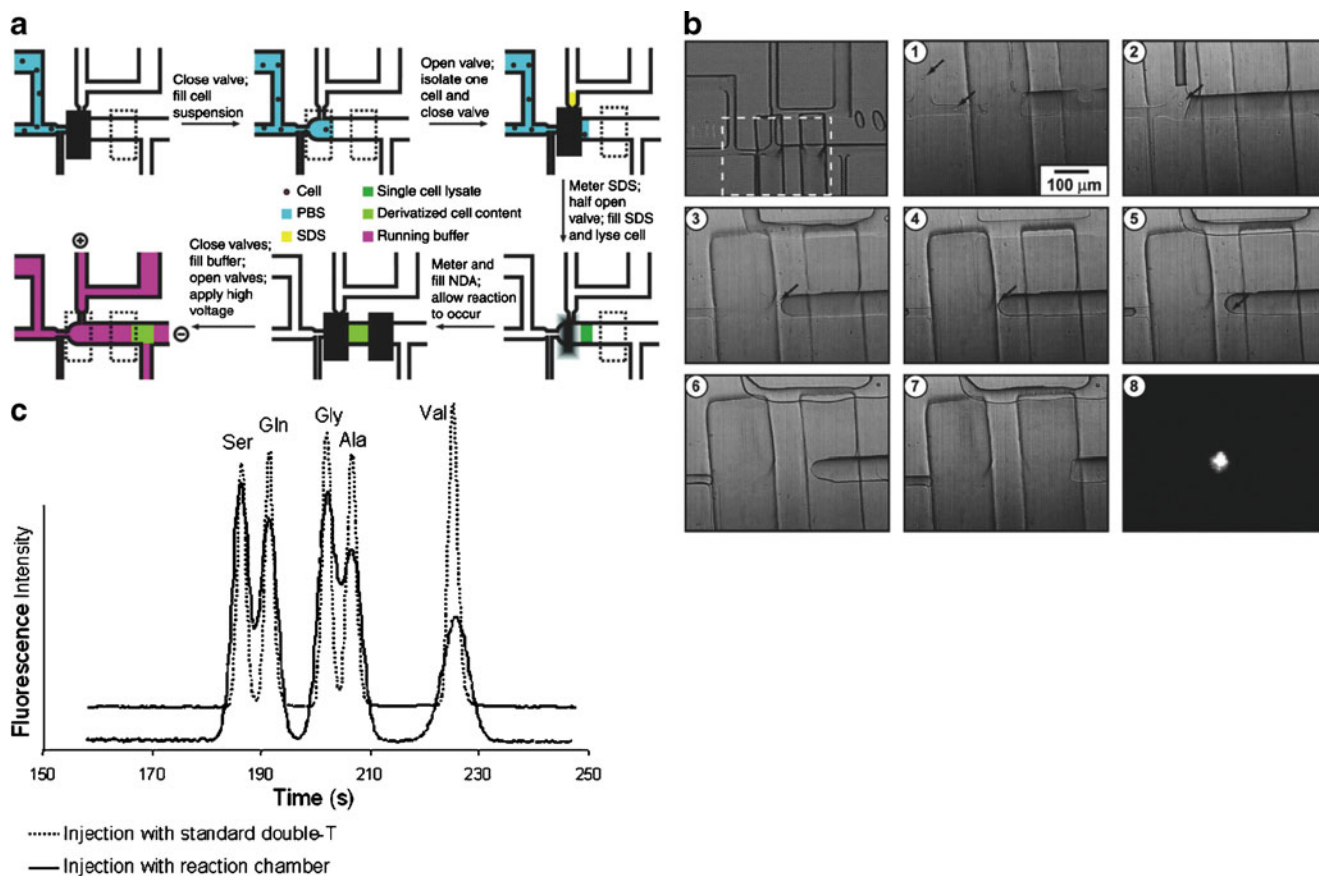 a
Close valve;
fill cell
suspension
Open valve;
isolate one
cell and
close valve
Cell
PBS
SDS
Single cell lysate
Derivatized cell content
Running buffer
Meter SDS;
half open
valve; fill SDS
and lyse cell
Meter and
fill NDA;
allow reaction
to occur
Close valves;
fill buffer;
open valves;
apply high
voltage
+
−
b
1
2
100 µm
3
4
5
6
7
8
c
Fluorescence Intensity
Ser
Gln
Gly
Ala
Val
150
170
190
210
230
250
Time (s)
Injection with standard double-T
Injection with reaction chamber